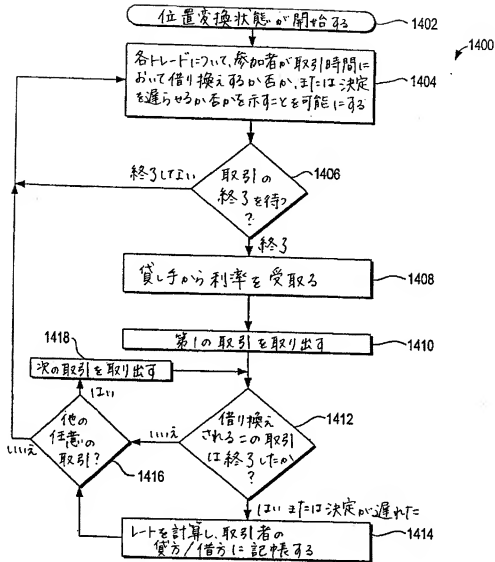 位置変換状態が開始する
1402
1400
各トレードについて、参加者が取引時間に
おいて借り換えするか否か、または決定
を遅らせるか否かを示すことを可能にする
1404
取引の
終了を待つ
?
1406
終了しない
終了
貸し手から利率を受取る
1408
第1の取引を取り出す
1410
1418
次の取引を取り出す
はい
借り換え
されるこの取引
は終了したか
?
1412
いいえ
他の
任意の
取引?
1416
いいえ
はい または決定が遅れた
レートを計算し、取引者の
貸方/借方に記帳する
1414